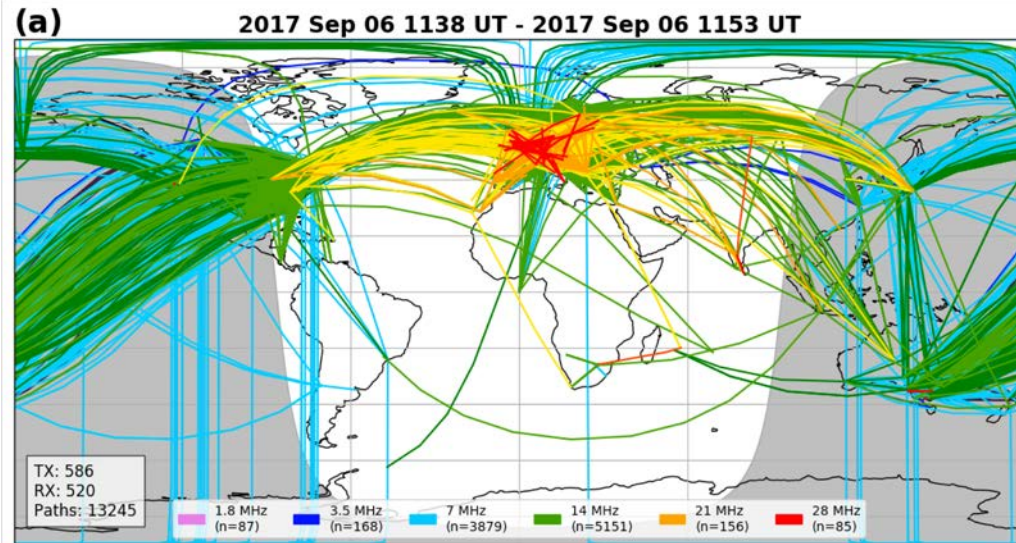 (a)
2017 Sep 06 1138 UT - 2017 Sep 06 1153 UT
TX: 586
RX: 520
Paths: 13245
1.8 MHz
(n=87)
3.5 MHz
(n=168)
7 MHz
(n=3879)
14 MHz
(n=5151)
21 MHz
(n=156)
28 MHz
(n=85)